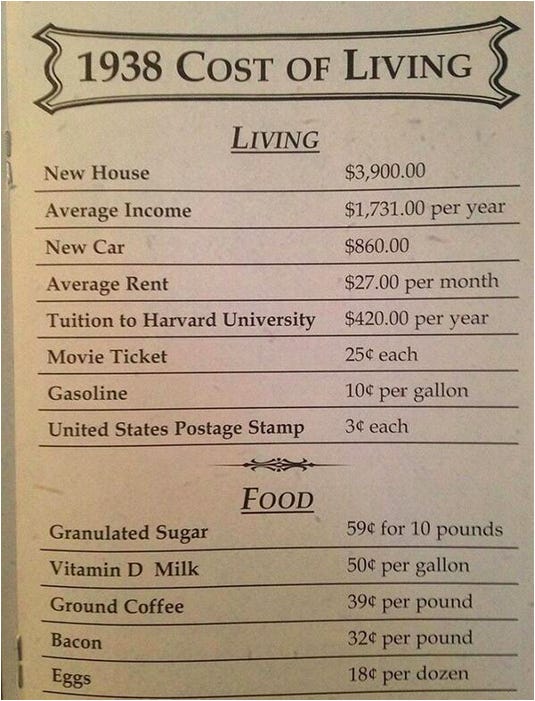 1938 COST OF LIVING
LIVING
New House $3,900.00
Average Income $1,731.00 per year
New Car $860.00
Average Rent $27.00 per month
Tuition to Harvard University $420.00 per year
Movie Ticket 25¢ each
Gasoline 10¢ per gallon
United States Postage Stamp 3¢ each
FOOD
Granulated Sugar 59¢ for 10 pounds
Vitamin D Milk 50¢ per gallon
Ground Coffee 39¢ per pound
Bacon 32¢ per pound
Eggs 18¢ per dozen